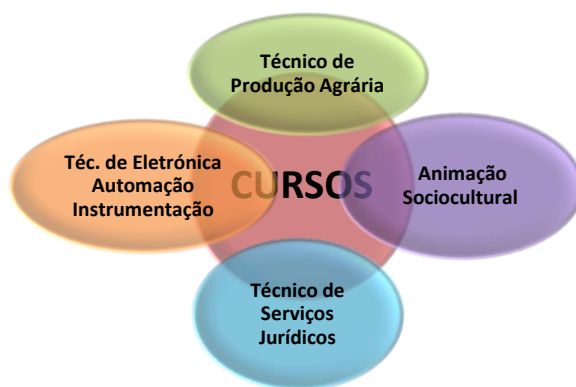 Técnico de
Produção Agrária
Téc. de Eletrónica
Automação
Instrumentação
CURSOS
Animação
Sociocultural
Técnico de
Serviços
Jurídicos